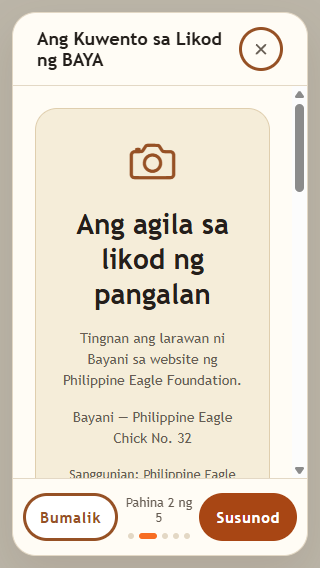 Ang Kuwento sa Likod
ng BAYA
Ang agila sa
likod ng
pangalan
Tingnan ang larawan ni
Bayani sa website ng
Philippine Eagle Foundation.
Bayani — Philippine Eagle
Chick No. 32
Sanggunian: Philippine Eagle
Bumalik
Pahina 2 ng
5
Susunod